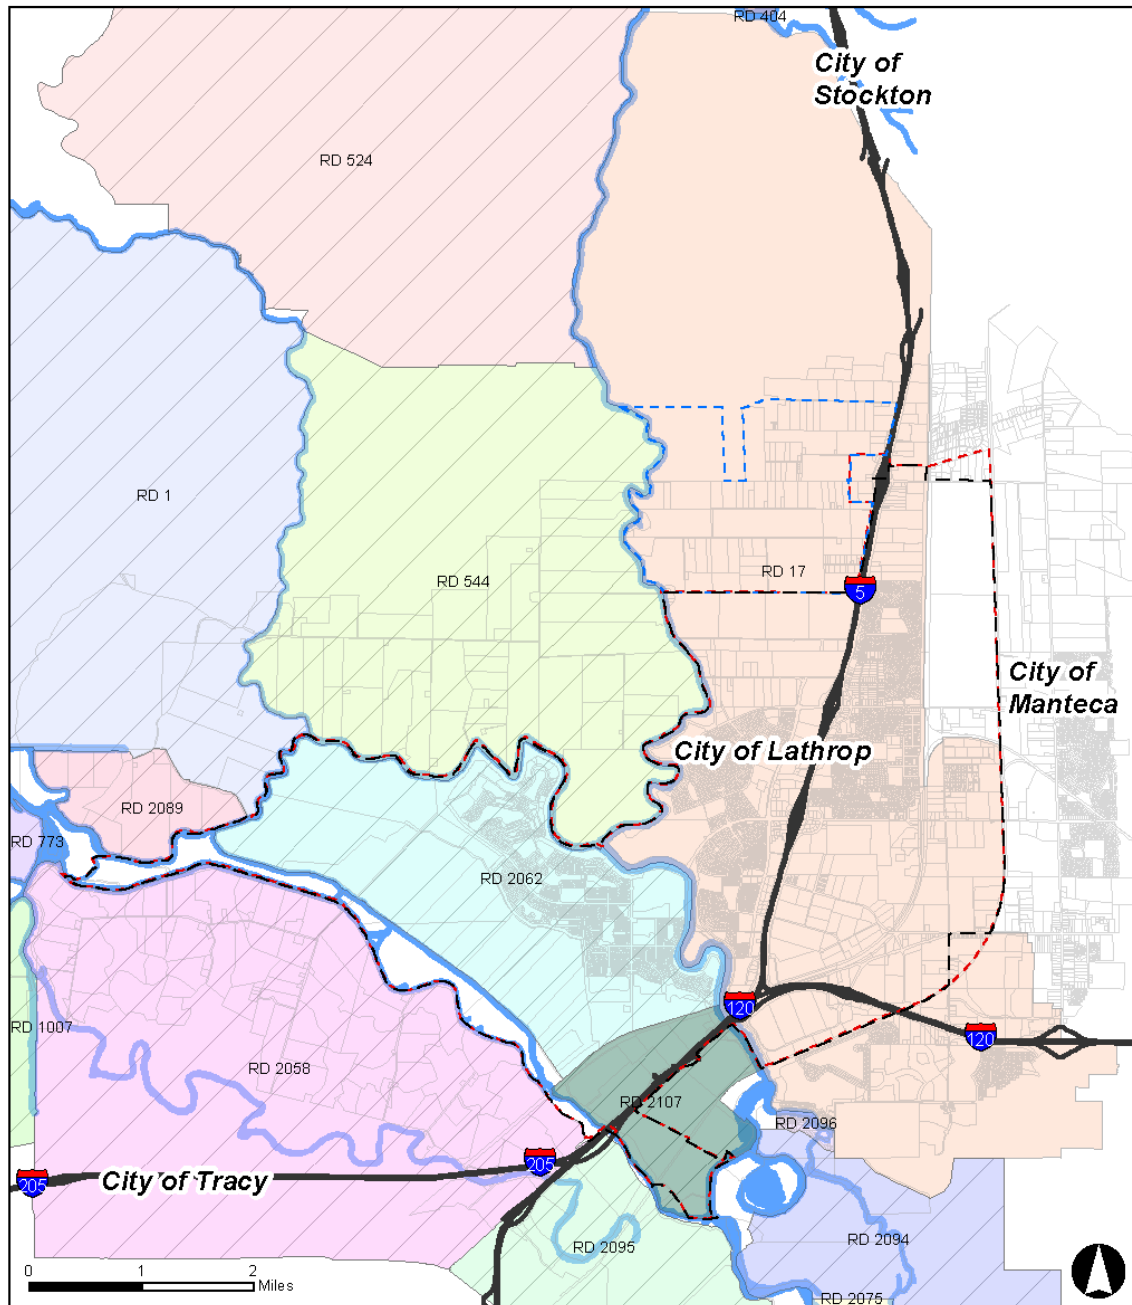 RD 404
City of
Stockton
RD 524
RD 1
RD 544
RD 17
5
City of
Manteca
City of Lathrop
RD 2089
RD 773
RD 2062
120
120
RD 1007
RD 2058
RD 2107
RD 2096
205
205
City of Tracy
RD 2095
RD 2094
0 1 2
Miles
RD 2075